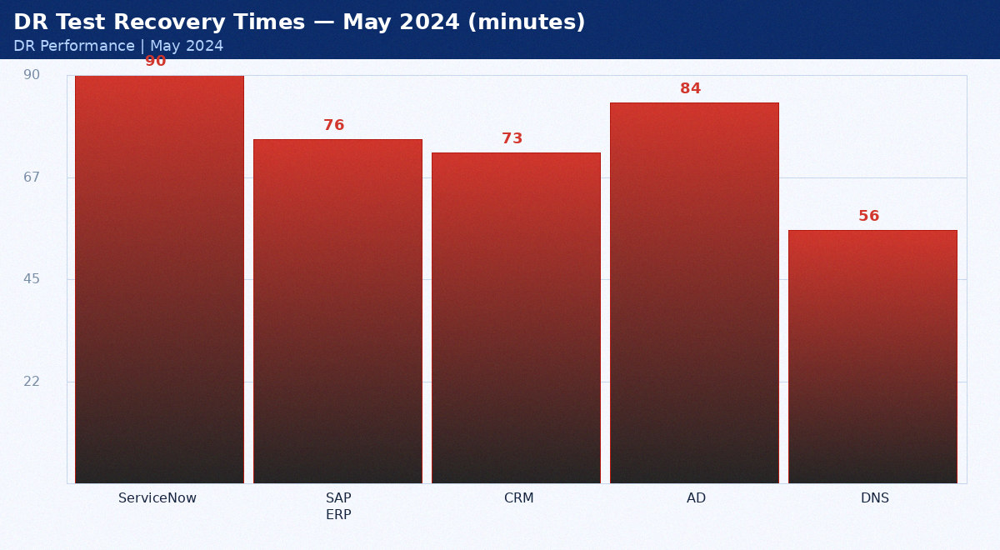 DR Test Recovery Times — May 2024 (minutes)
DR Performance | May 2024
90
90
76
73
84
56
67
45
22
ServiceNow
SAP
ERP
CRM
AD
DNS